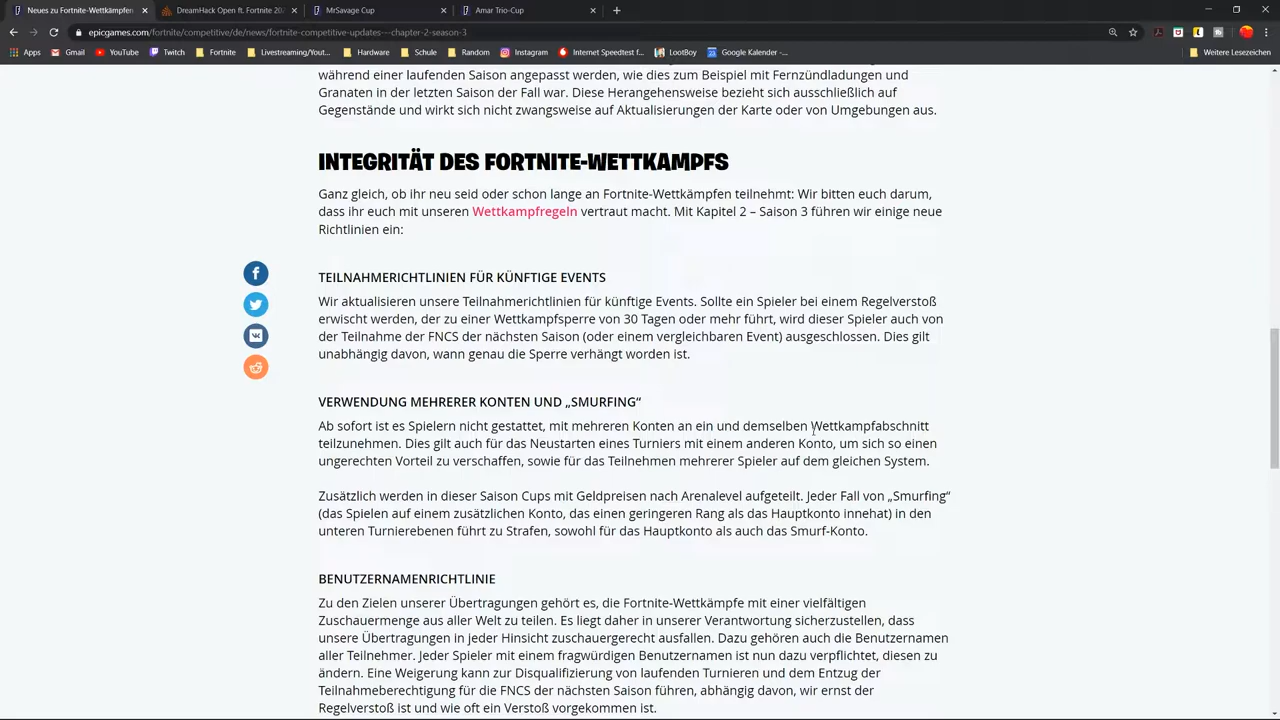 Neues zu Fortnite-Wettkämpfen
DreamHack Open ft. Fortnite 202
MrSavage Cup
Amar Trio-Cup
epicgames.com/fortnite/competitive/de/news/fortnite-competitive-updates---chapter-2-season-3
Apps
Gmail
YouTube
Twitch
Fortnite
Livestreaming/Yout...
Hardware
Schule
Random
Instagram
Internet Speedtest f...
LootBoy
Google Kalender -...
Weitere Lesezeichen
während einer laufenden Saison angepasst werden, wie dies zum Beispiel mit Fernzündladungen und
Granaten in der letzten Saison der Fall war. Diese Herangehensweise bezieht sich ausschließlich auf
Gegenstände und wirkt sich nicht zwangsweise auf Aktualisierungen der Karte oder von Umgebungen aus.
INTEGRITÄT DES FORTNITE-WETTKAMPFS
Ganz gleich, ob ihr neu seid oder schon lange an Fortnite-Wettkämpfen teilnehmt: Wir bitten euch darum,
dass ihr euch mit unseren Wettkampfregeln vertraut macht. Mit Kapitel 2 – Saison 3 führen wir einige neue
Richtlinien ein:
TEILNAHMERICHTLINIEN FÜR KÜNFTIGE EVENTS
Wir aktualisieren unsere Teilnahmerichtlinien für künftige Events. Sollte ein Spieler bei einem Regelverstoß
erwischt werden, der zu einer Wettkampfsperre von 30 Tagen oder mehr führt, wird dieser Spieler auch von
der Teilnahme der FNCS der nächsten Saison (oder einem vergleichbaren Event) ausgeschlossen. Dies gilt
unabhängig davon, wann genau die Sperre verhängt worden ist.
VERWENDUNG MEHRERER KONTEN UND „SMURFING“
Ab sofort ist es Spielern nicht gestattet, mit mehreren Konten an ein und demselben Wettkampfabschnitt
teilzunehmen. Dies gilt auch für das Neustarten eines Turniers mit einem anderen Konto, um sich so einen
ungerechten Vorteil zu verschaffen, sowie für das Teilnehmen mehrerer Spieler auf dem gleichen System.
Zusätzlich werden in dieser Saison Cups mit Geldpreisen nach Arenalevel aufgeteilt. Jeder Fall von „Smurfing“
(das Spielen auf einem zusätzlichen Konto, das einen geringeren Rang als das Hauptkonto innehat) in den
unteren Turnierebenen führt zu Strafen, sowohl für das Hauptkonto als auch das Smurf-Konto.
BENUTZERNAMENRICHTLINIE
Zu den Zielen unserer Übertragungen gehört es, die Fortnite-Wettkämpfe mit einer vielfältigen
Zuschauermenge aus aller Welt zu teilen. Es liegt daher in unserer Verantwortung sicherzustellen, dass
unsere Übertragungen in jeder Hinsicht zuschauergerecht ausfallen. Dazu gehören auch die Benutzernamen
aller Teilnehmer. Jeder Spieler mit einem fragwürdigen Benutzernamen ist nun dazu verpflichtet, diesen zu
ändern. Eine Weigerung kann zur Disqualifizierung von laufenden Turnieren und dem Entzug der
Teilnahmeberechtigung für die FNCS der nächsten Saison führen, abhängig davon, wir ernst der
Regelverstoß ist und wie oft ein Verstoß vorgekommen ist.